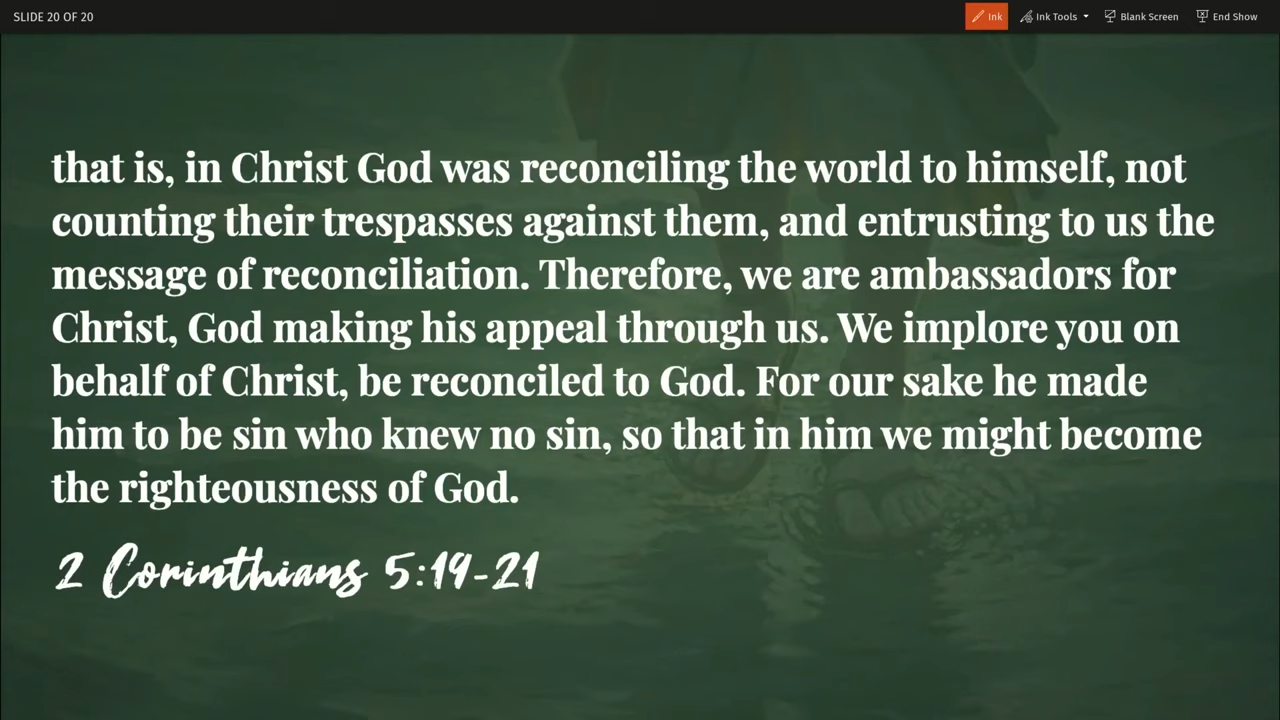 SLIDE 20 OF 20
Ink
Ink Tools
Blank Screen
End Show
that is, in Christ God was reconciling the world to himself, not
counting their trespasses against them, and entrusting to us the
message of reconciliation. Therefore, we are ambassadors for
Christ, God making his appeal through us. We implore you on
behalf of Christ, be reconciled to God. For our sake he made
him to be sin who knew no sin, so that in him we might become
the righteousness of God.
2 Corinthians 5:19-21